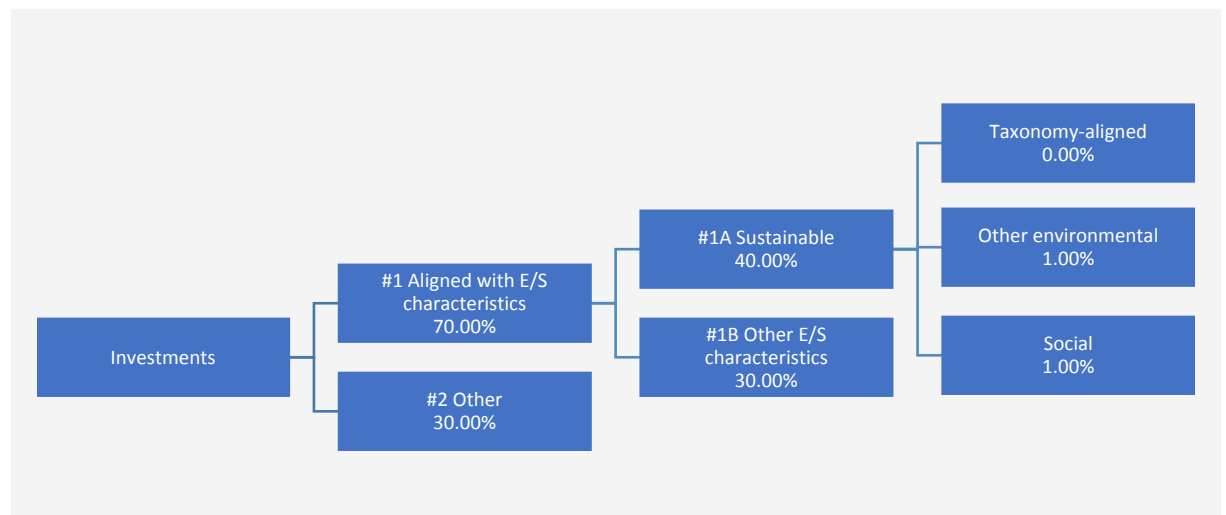 Investments
#1 Aligned with E/S
characteristics
70.00%
#2 Other
30.00%
#1A Sustainable
40.00%
#1B Other E/S
characteristics
30.00%
Taxonomy-aligned
0.00%
Other environmental
1.00%
Social
1.00%